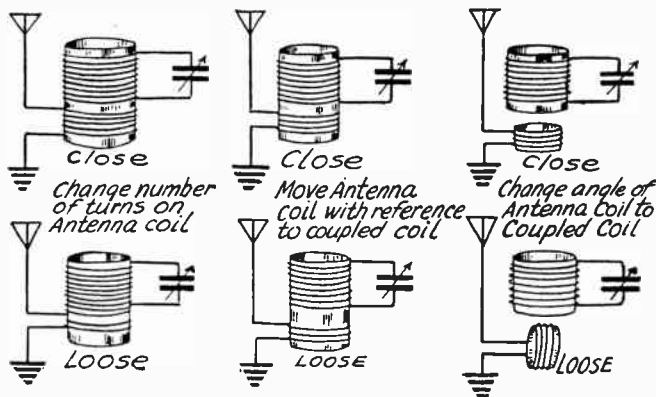 Close
Close
Close
Change number
of turns on
Antenna coil
Move Antenna
coil with reference
to coupled coil
Change angle of
Antenna Coil to
Coupled Coil
LOOSE
LOOSE
LOOSE